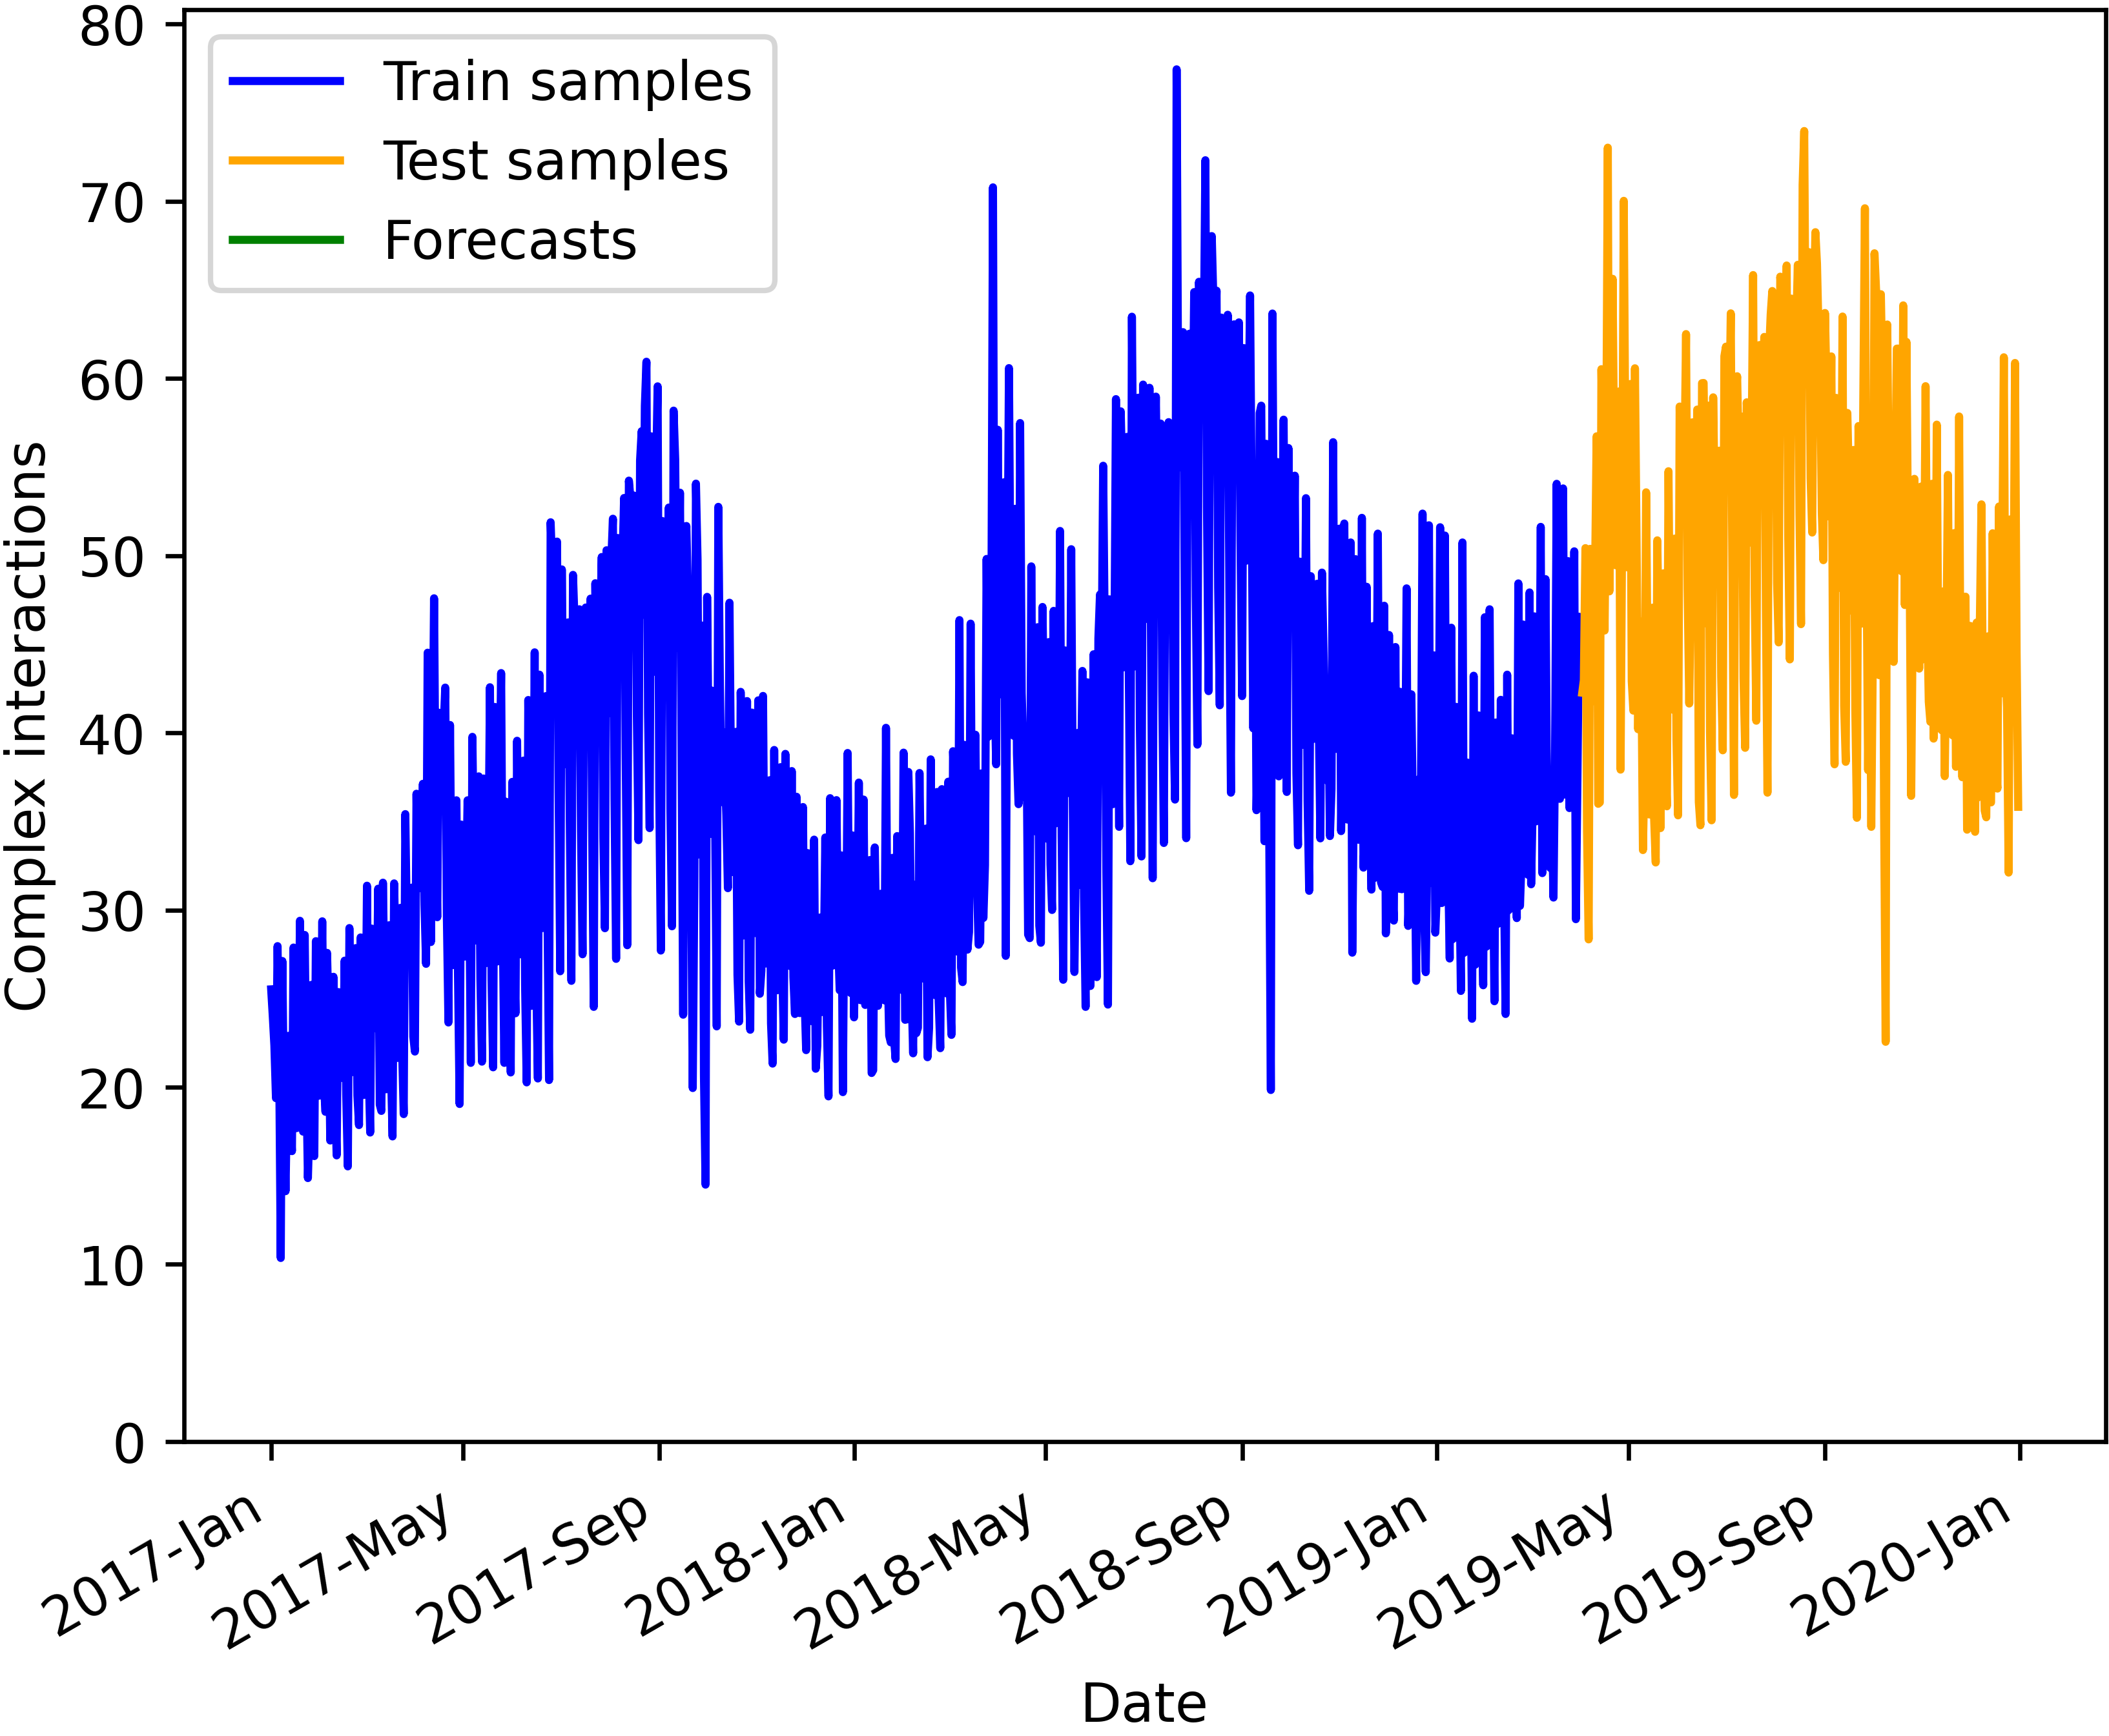 80
70
60
50
40
30
20
10
0
Complex interactions
Train samples
Test samples
Forecasts
2017-Jan
2017-May
2017-Sep
2018-Jan
2018-May
2018-Sep
2019-Jan
2019-May
2019-Sep
2020-Jan
Date